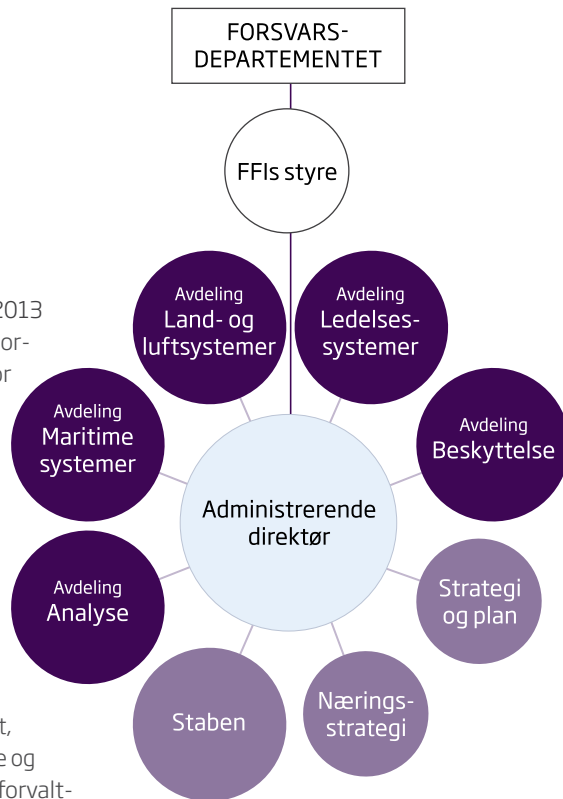 FORSVARS-
DEPARTEMENTET
FFIs styre
2013
or-
or
t,
e og
forvalt-
Avdeling
Land- og
luftsystemer
Avdeling
Ledelses-
systemer
Avdeling
Maritime
systemer
Avdeling
Beskyttelse
Administrerende
direktør
Avdeling
Analyse
Strategi
og plan
Staben
Nærings-
strategi